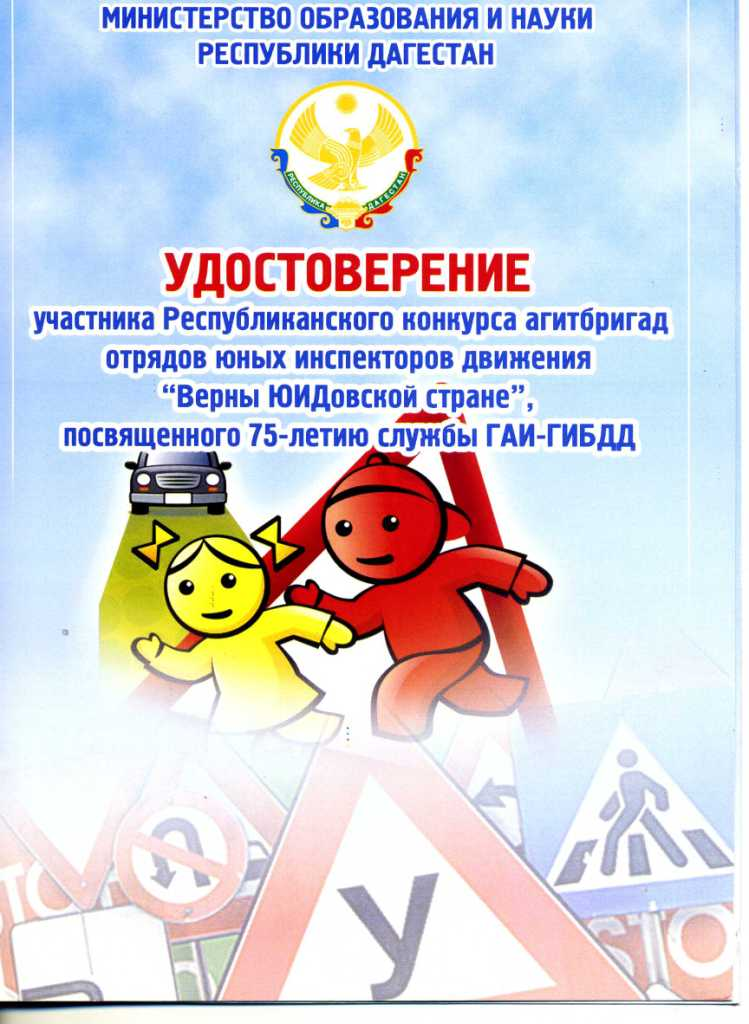 МИНИСТЕРСТВО ОБРАЗОВАНИЯ И НАУКИ
РЕСПУБЛИКИ ДАГЕСТАН
РЕСПУБЛИКА ДАГЕСТАН
УДОСТОВЕРЕНИЕ
участника Республиканского конкурса агитбригад
отрядов юных инспекторов движения
“Верны ЮИДовской стране”,
посвященного 75-летию службы ГАИ-ГИБДД
У
STO